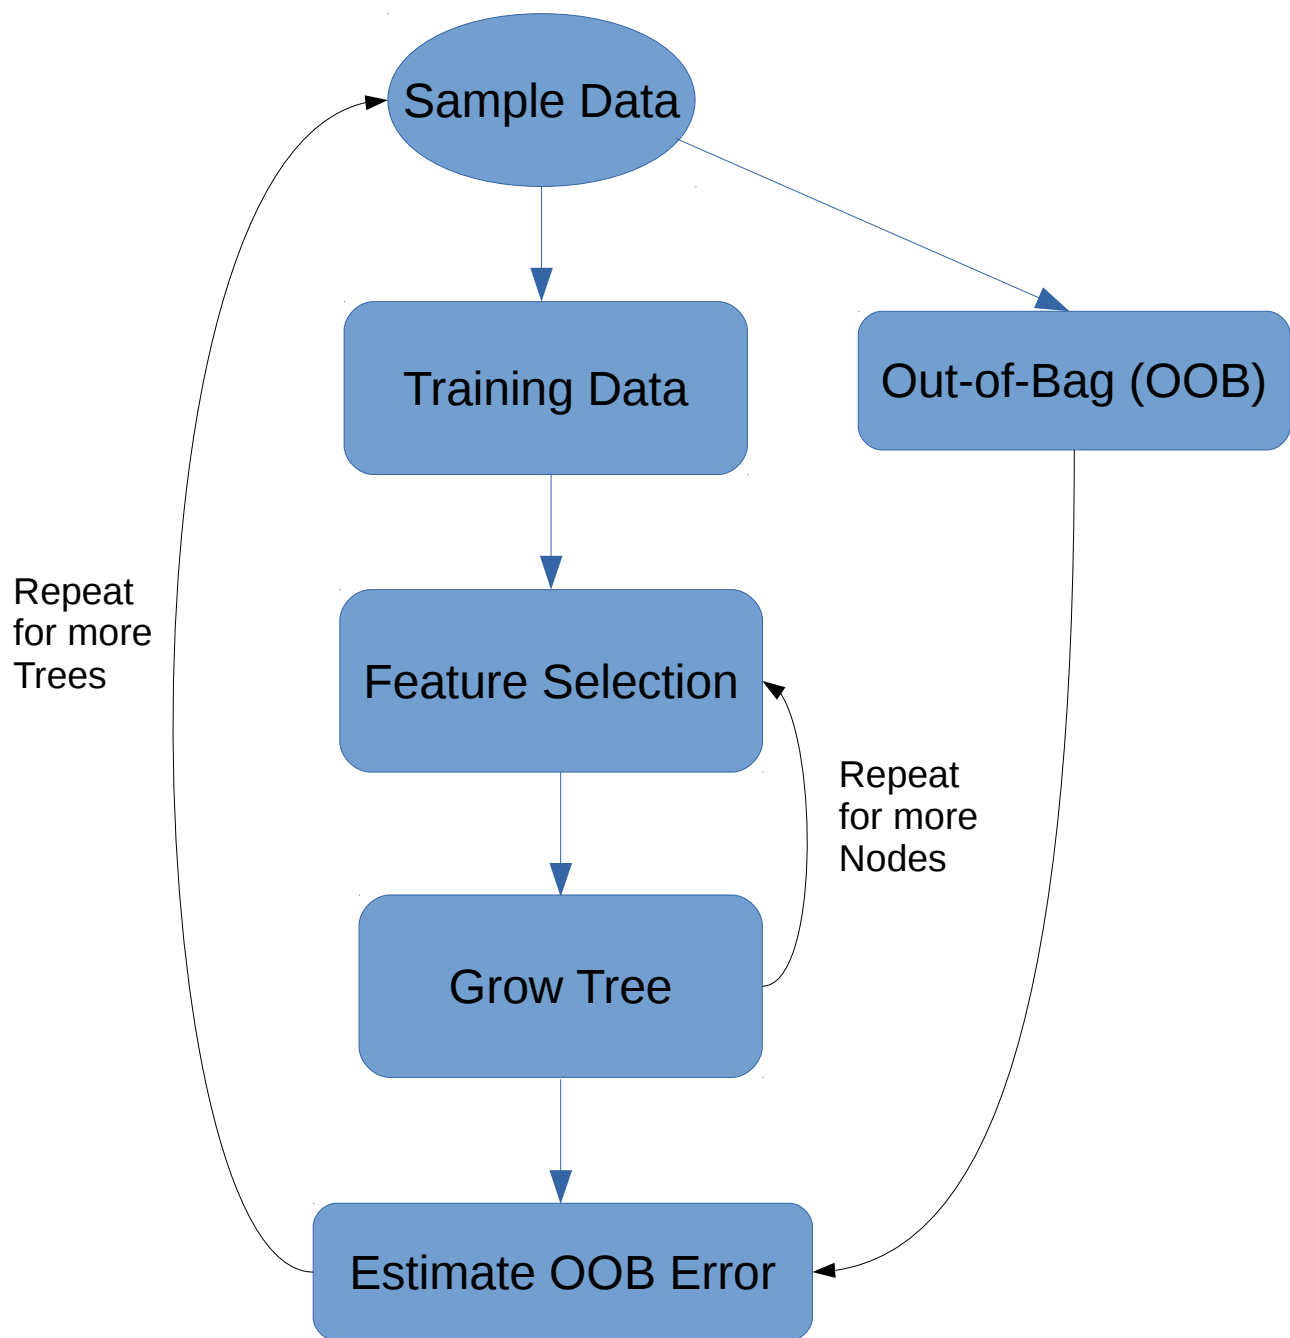 Sample Data
Training Data
Out-of-Bag (OOB)
Repeat
for more
Trees
Feature Selection
Repeat
for more
Nodes
Grow Tree
Estimate OOB Error